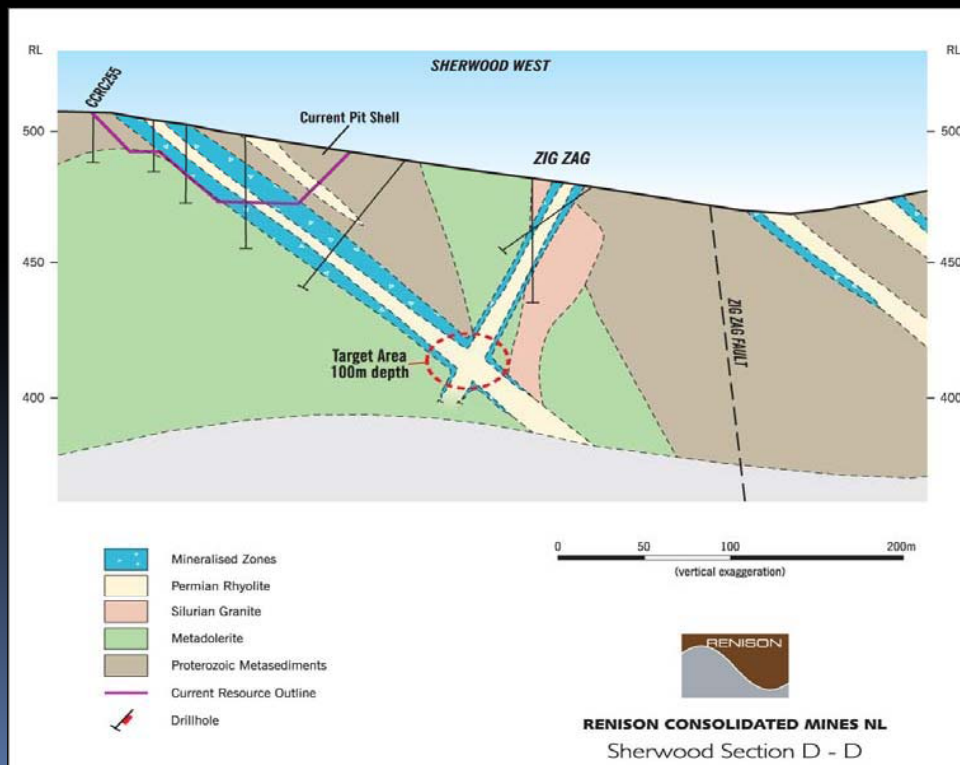 RL
RL
SHERWOOD WEST
CCRC255
Current Pit Shell
500
500
ZIG ZAG
450
450
ZIG ZAG FAULT
Target Area
100m depth
400
400
Mineralised Zones
Permian Rhyolite
Silurian Granite
Metadolerite
Proterozoic Metasediments
Current Resource Outline
Drillhole
0 50 100 200m
(vertical exaggeration)
RENISON
RENISON CONSOLIDATED MINES NL
Sherwood Section D - D